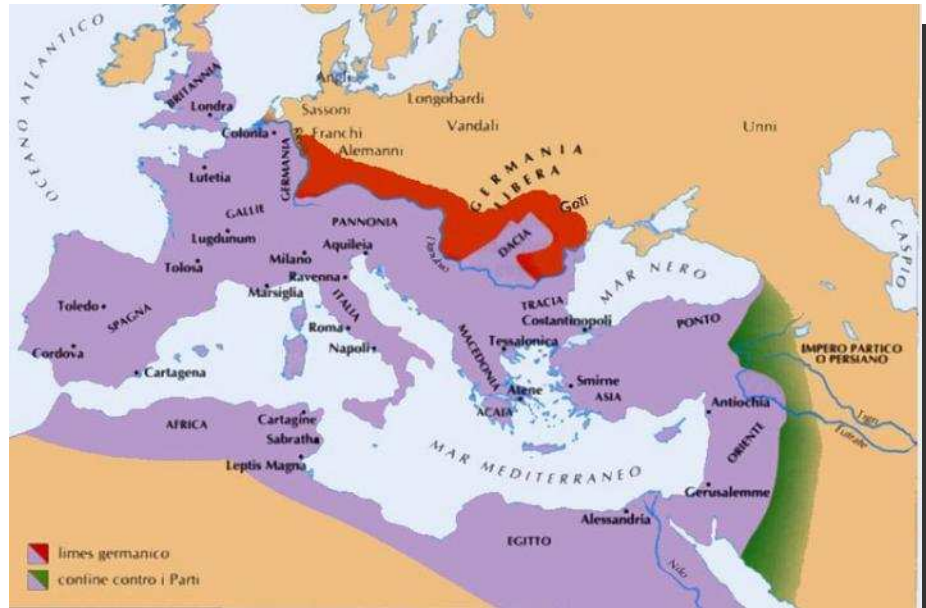 OCEANO ATLANTICO
BRITANNIA
Londra
Angli
Sassoni
Longobardi
Franchi
Vandali
Alemanni
Unni
Colonia
Reno
GERMANIA
GERMANIA
LIBERA
Goti
Lutetia
GALLIE
PANNONIA
DACIA
MAR CASPIO
Lugdunum
Milano
Aquileia
Danubio
Tolosa
Ravenna
Marsiglia
MAR NERO
TRACIA
PONTO
Toledo
SPAGNA
ITALIA
Roma
Costantinopoli
Tessalonica
IMPERO PARTICO
O PERSIANO
Cordova
Napoli
MACEDONIA
Cartagena
Atene
Smirne
ASIA
Antiochia
ACAIA
Tigri
Eufrate
AFRICA
Cartagine
Sabratha
Leptis Magna
MAR MEDITERRANEO
ORIENTE
Gerusalemme
Alessandria
EGITTO
Nilo
limes germanico
confine contro i Parti